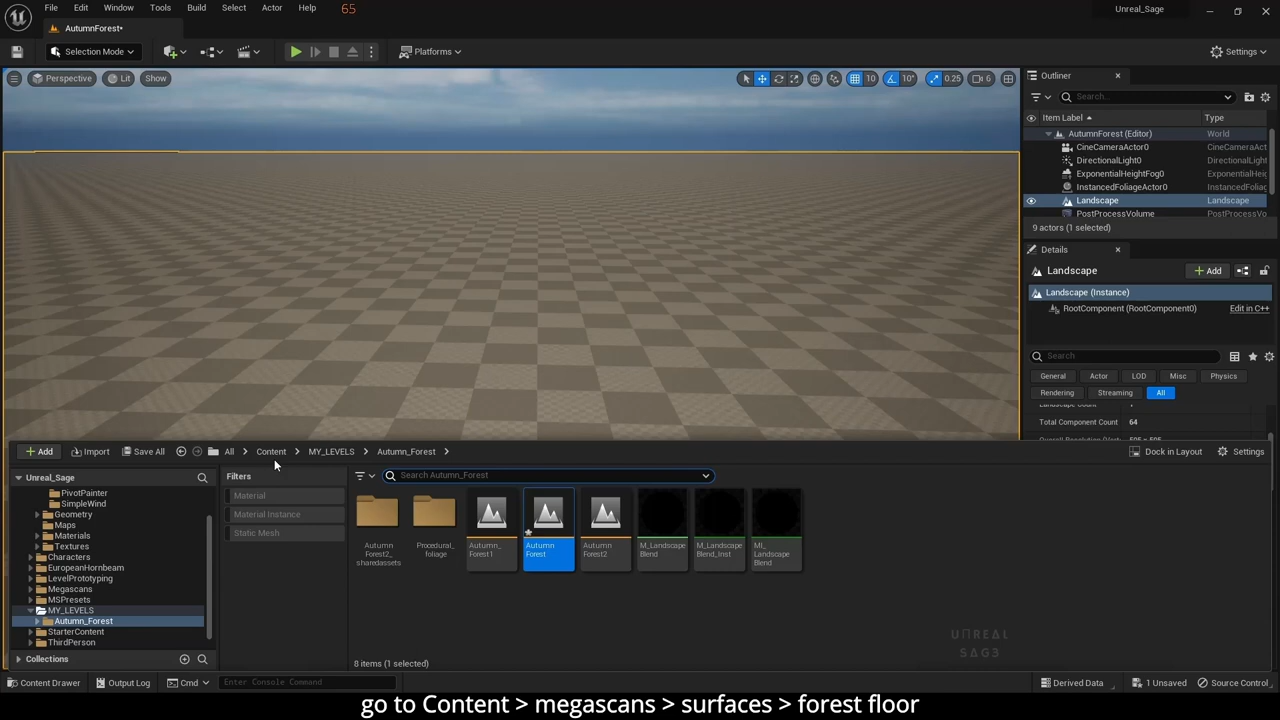 File Edit Window Tools Build Select Actor Help 65 Unreal_Sage
AutumnForest*
Selection Mode Platforms Settings
Perspective Lit Show 10 10° 0.25 6
Outliner
Search...
Item Label Type
AutumnForest (Editor) World
CineCameraActor0 CineCameraAct
DirectionalLight0 DirectionalLigh
ExponentialHeightFog0 ExponentialHei
InstancedFoliageActor0 InstancedFolia
Landscape Landscape
PostProcessVolume PostProcessVo
9 actors (1 selected)
Details
Landscape Add
Landscape (Instance)
RootComponent (RootComponent0) Edit in C++
Search
General Actor LOD Misc Physics
Rendering Streaming All
Total Component Count 64
Add Import Save All All Content MY_LEVELS Autumn_Forest Dock in Layout Settings
Unreal_Sage
PivotPainter
SimpleWind
Geometry
Maps
Materials
Textures
Characters
EuropeanHornbeam
LevelPrototyping
Megascans
MSPresets
MY_LEVELS
Autumn_Forest
StarterContent
ThirdPerson
Collections
Filters
Material
Material Instance
Static Mesh
Search Autumn_Forest
Autumn
Forest2_
sharedassets
Procedural_
foliage
Autumn_
Forest1
Autumn
Forest
Autumn
Forest2
M_Landscape
Blend
M_Landscape
Blend_Inst
MI_
Landscape
Blend
8 items (1 selected)
UNREAL
SAG3
Content Drawer Output Log Cmd Enter Console Command Derived Data 1 Unsaved Source Control
go to Content > megascans > surfaces > forest floor